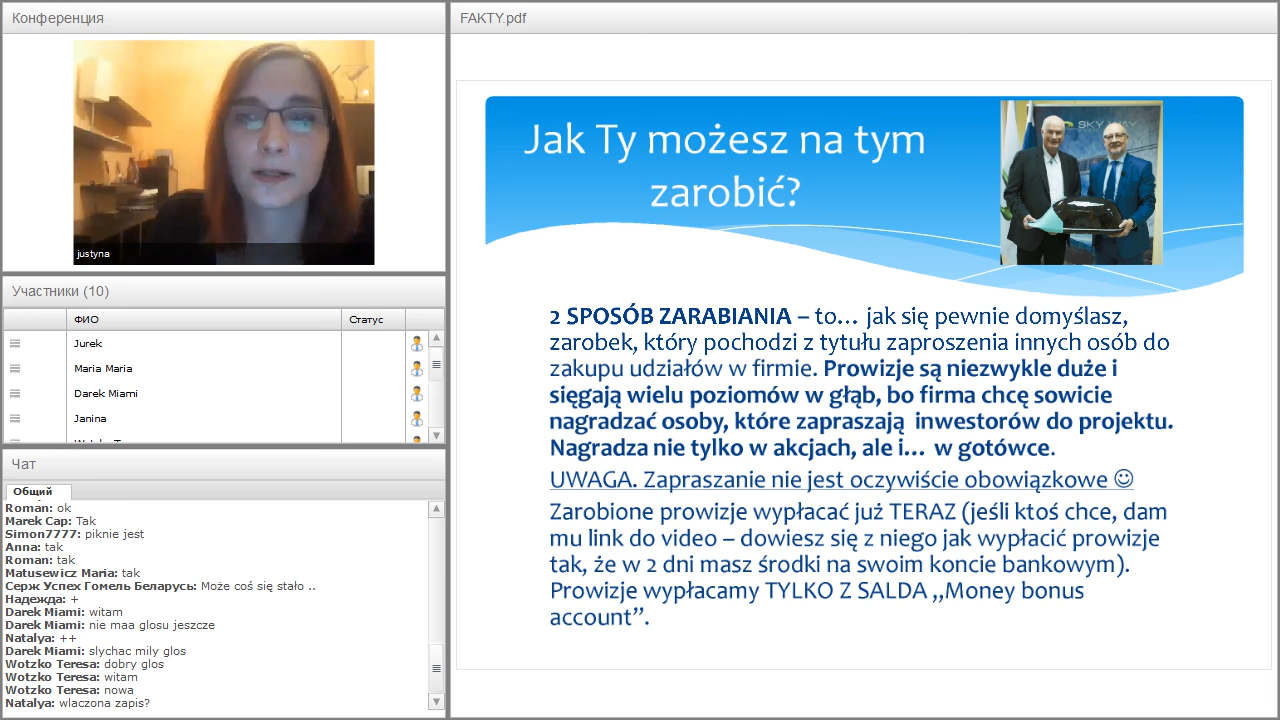 Конференция
justyna
Участники (10)
ФИО Статус
Jurek
Maria Maria
Darek Miami
Janina
Чат
Общий
Roman: ok
Marek Cap: Tak
Simon7777: piknie jest
Anna: tak
Roman: tak
Matusewicz Maria: tak
Серж Успех Гомель Беларусь: Może coś się stało ..
Надежда: +
Darek Miami: witam
Darek Miami: nie maa glosu jeszcze
Natalya: ++
Darek Miami: slychac mily glos
Wotzko Teresa: dobry glos
Wotzko Teresa: witam
Wotzko Teresa: nowa
Natalya: wlaczona zapis?
FAKTY.pdf
Jak Ty możesz na tym
zarobić?
SKY WAY
2 SPOSÓB ZARABIANIA – to... jak się pewnie domyślasz,
zarobek, który pochodzi z tytułu zaproszenia innych osób do
zakupu udziałów w firmie. Prowizje są niezwykle duże i
sięgają wielu poziomów w głąb, bo firma chcę sowicie
nagradzać osoby, które zapraszają inwestorów do projektu.
Nagradza nie tylko w akcjach, ale i... w gotówce.
UWAGA. Zapraszanie nie jest oczywiście obowiązkowe ☺
Zarobione prowizje wypłacać już TERAZ (jeśli ktoś chce, dam
mu link do video – dowiesz się z niego jak wypłacić prowizje
tak, że w 2 dni masz środki na swoim koncie bankowym).
Prowizje wypłacamy TYLKO Z SALDA ,,Money bonus
account”.